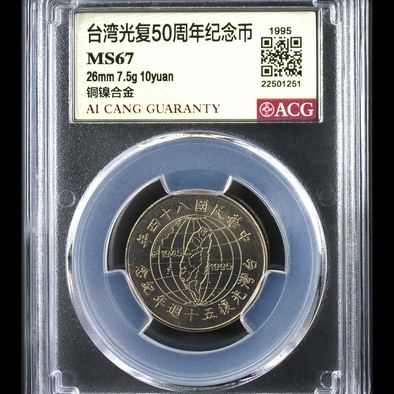 台湾光复50周年纪念币
MS67
26mm 7.5g 10yuan
铜镍合金
AI CANG GUARANTY
1995
22501251
ACG
中華民國八十四年
1945
1995
台灣光復五十週年